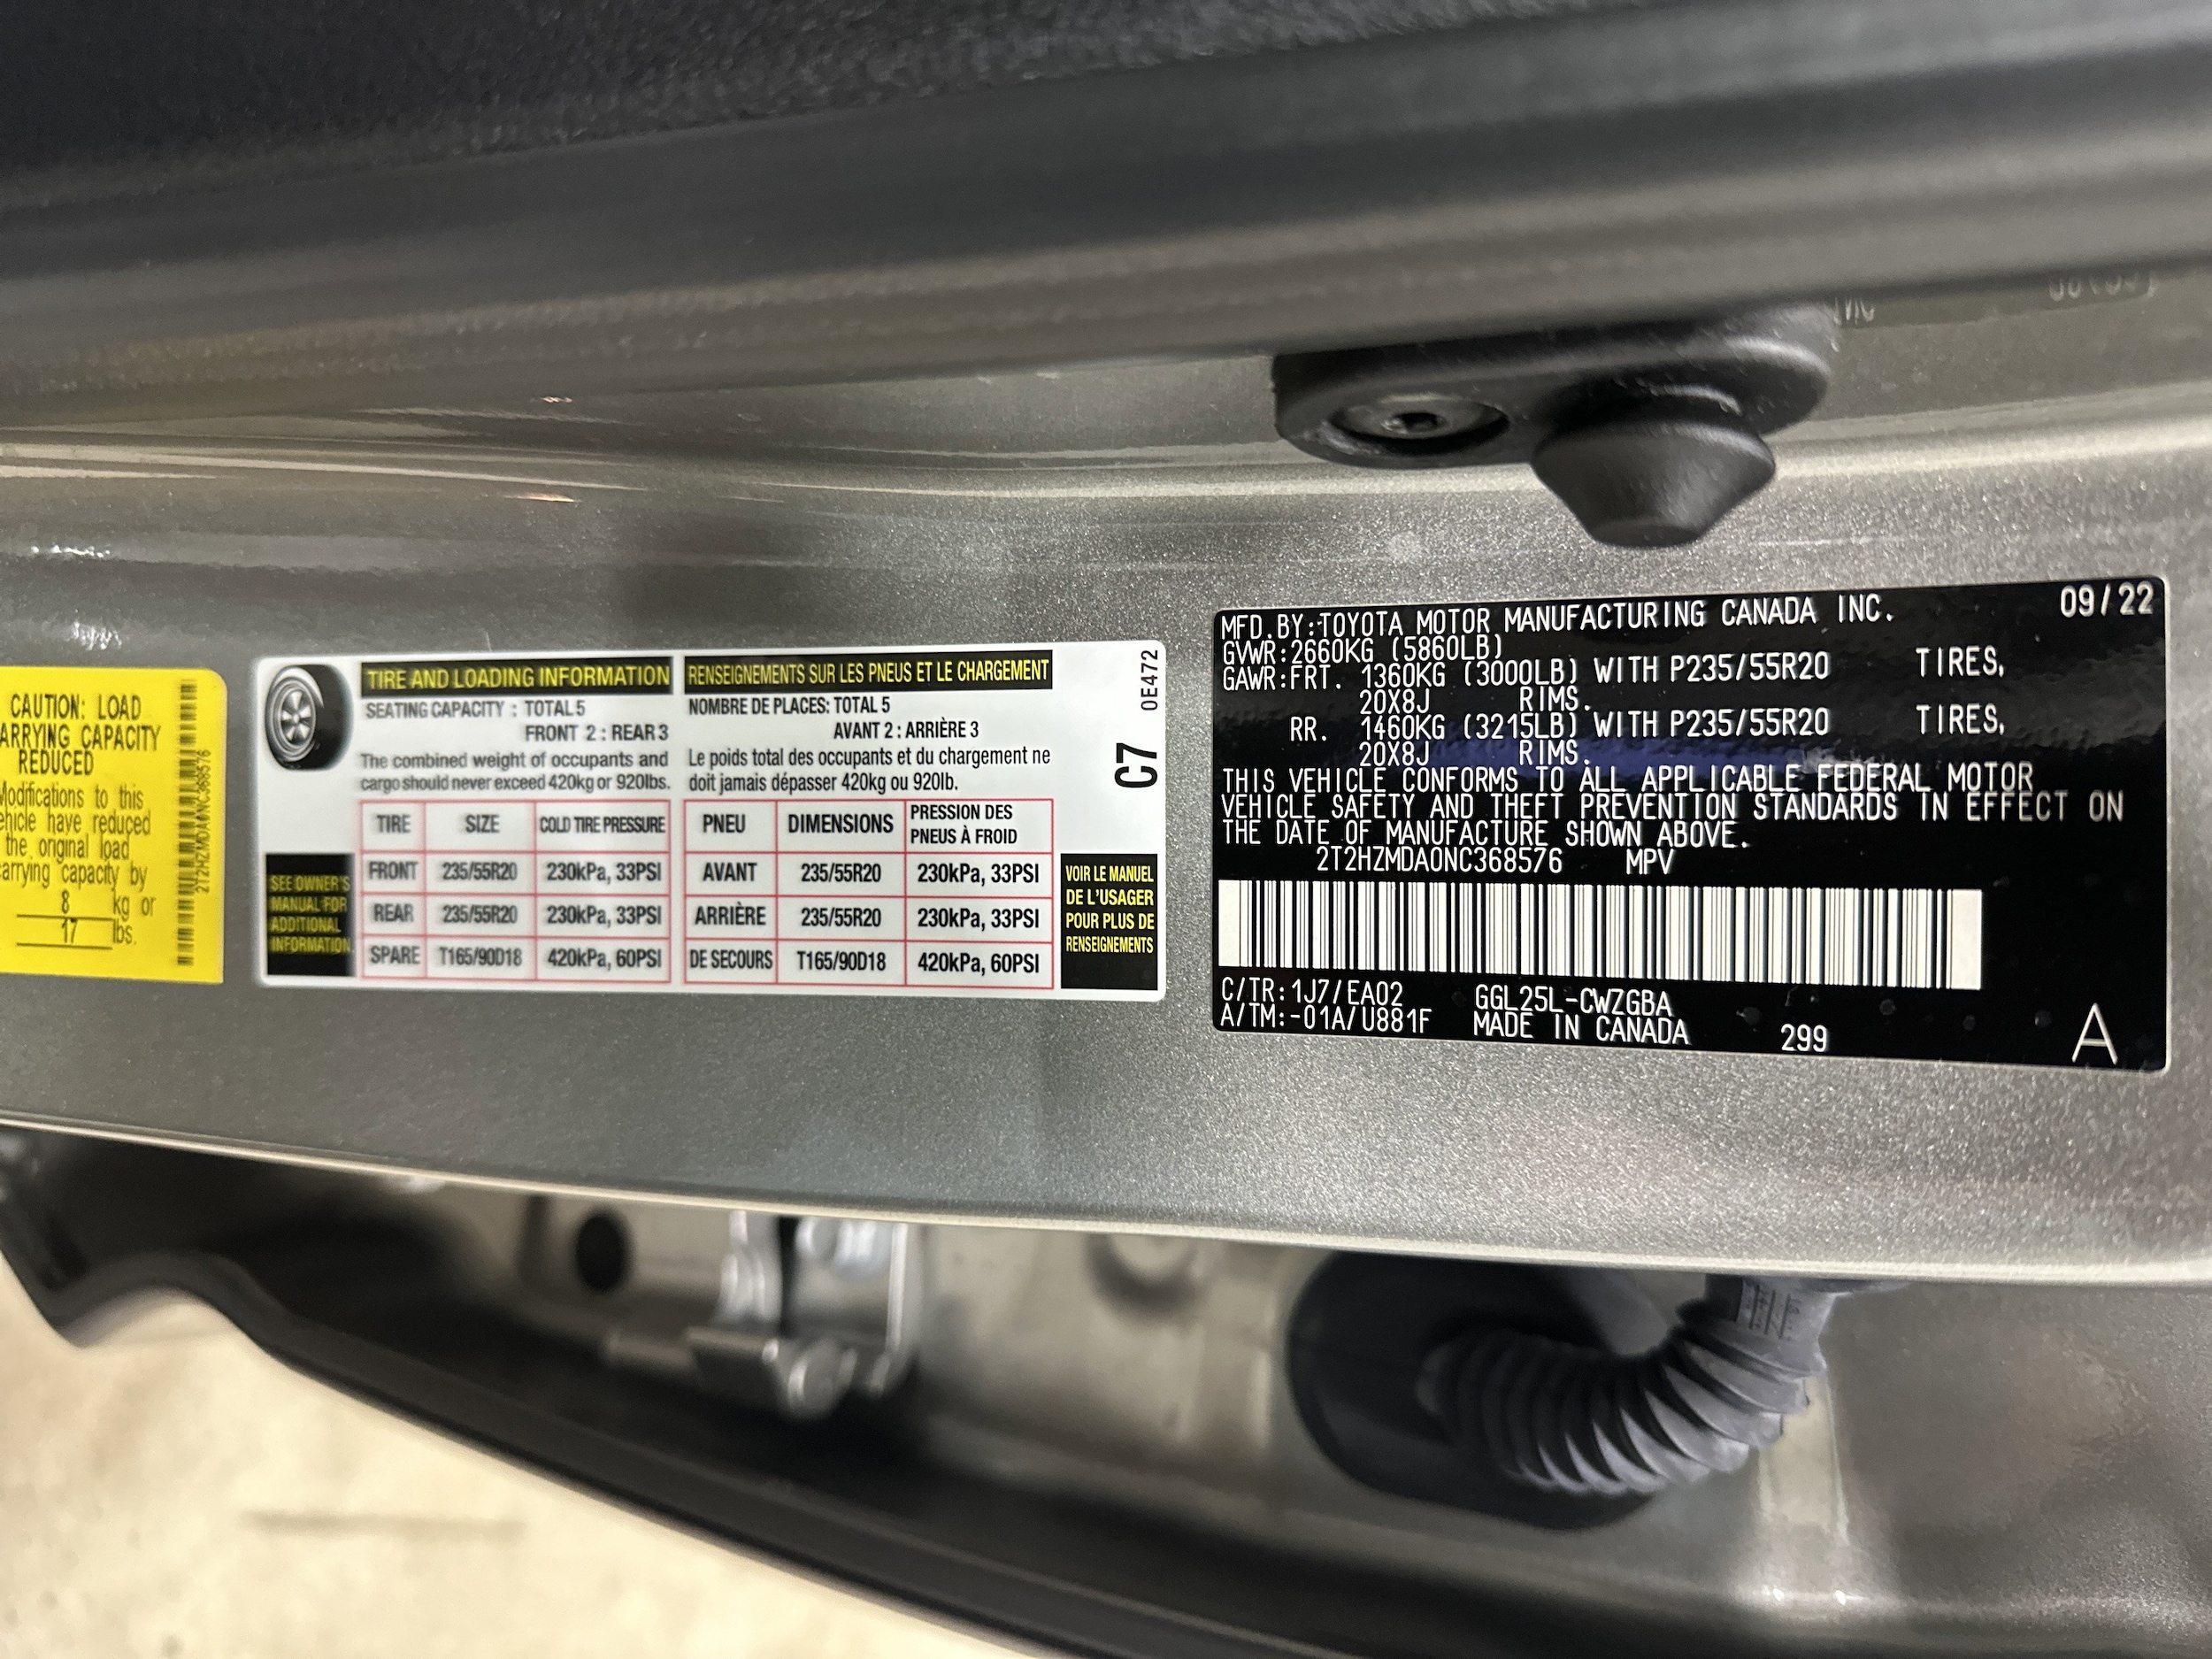 CAUTION: LOAD
ARRYING CAPACITY
REDUCED
Modifications to this
ehicle have reduced
the original load
arrying capacity by
8 kg or
17 lbs.
2T2HZMDA0NC368576
TIRE AND LOADING INFORMATION
SEATING CAPACITY : TOTAL 5
FRONT 2 : REAR 3
The combined weight of occupants and
cargo should never exceed 420kg or 920lbs.
TIRE SIZE COLD TIRE PRESSURE
FRONT 235/55R20 230kPa, 33PSI
REAR 235/55R20 230kPa, 33PSI
SPARE T165/90D18 420kPa, 60PSI
SEE OWNER'S
MANUAL FOR
ADDITIONAL
INFORMATION
RENSEIGNEMENTS SUR LES PNEUS ET LE CHARGEMENT
NOMBRE DE PLACES: TOTAL 5
AVANT 2 : ARRIÈRE 3
Le poids total des occupants et du chargement ne
doit jamais dépasser 420kg ou 920lb.
PNEU DIMENSIONS PRESSION DES
PNEUS À FROID
AVANT 235/55R20 230kPa, 33PSI
ARRIÈRE 235/55R20 230kPa, 33PSI
DE SECOURS T165/90D18 420kPa, 60PSI
VOIR LE MANUEL
DE L'USAGER
POUR PLUS DE
RENSEIGNEMENTS
0E472
C7
MFD.BY:TOYOTA MOTOR MANUFACTURING CANADA INC. 09/22
GVWR:2660KG (5860LB)
GAWR:FRT. 1360KG (3000LB) WITH P235/55R20 TIRES,
20X8J RIMS.
RR. 1460KG (3215LB) WITH P235/55R20 TIRES,
20X8J RIMS.
THIS VEHICLE CONFORMS TO ALL APPLICABLE FEDERAL MOTOR
VEHICLE SAFETY AND THEFT PREVENTION STANDARDS IN EFFECT ON
THE DATE OF MANUFACTURE SHOWN ABOVE.
2T2HZMDA0NC368576 MPV
C/TR:1J7/EA02 GGL25L-CWZGBA
A/TM:-01A/U881F MADE IN CANADA 299
A